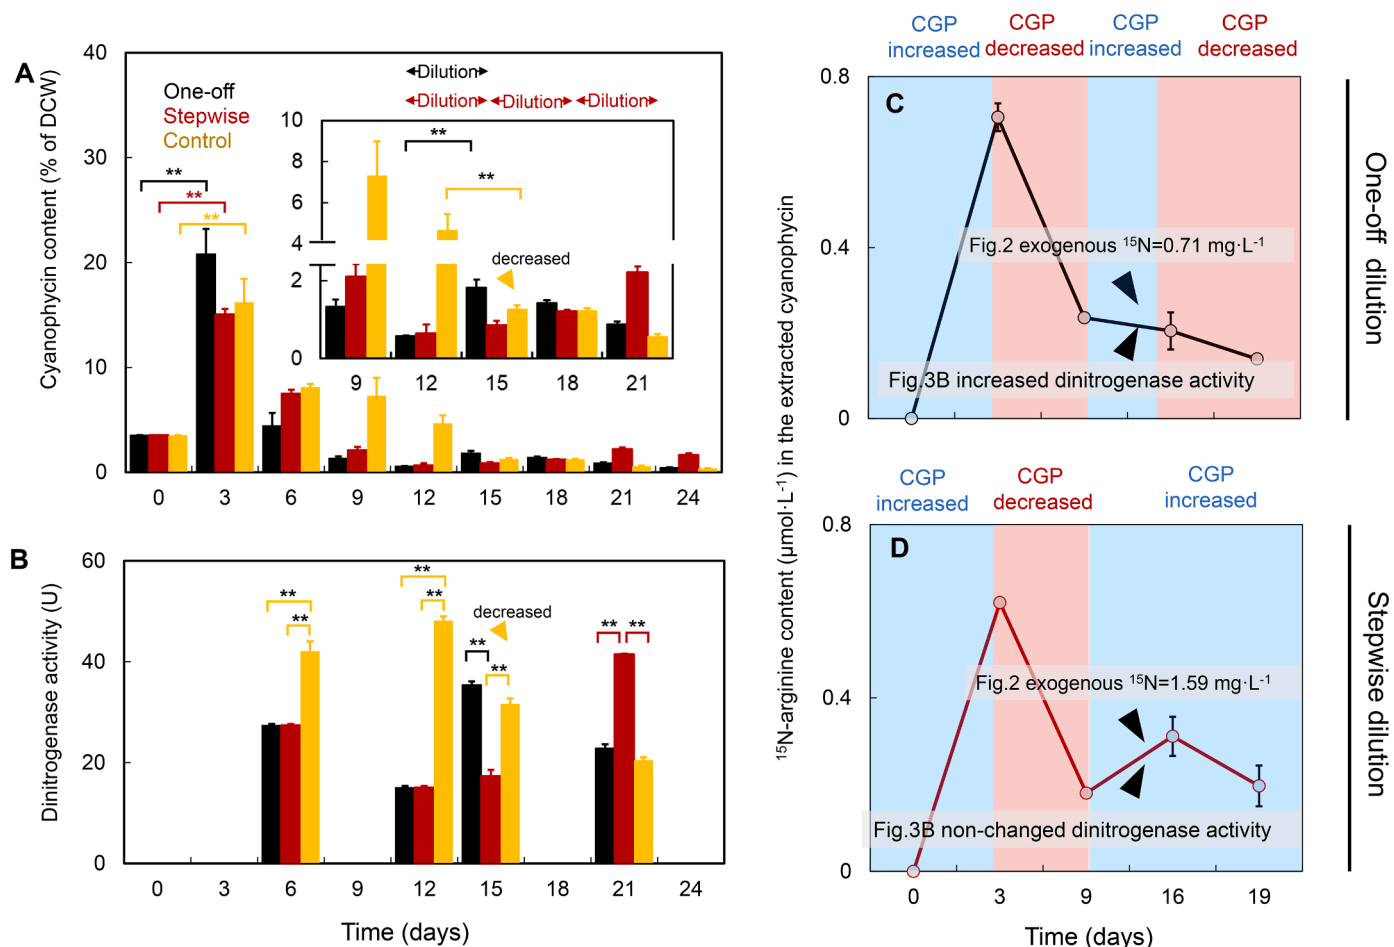 A
Cyanophycin content (% of DCW)
40
30
20
10
0
One-off
Stepwise
Control
Dilution
Dilution
Dilution
Dilution
**
**
**
10
8
6
4
2
0
**
**
decreased
9
12
15
18
21
0
3
6
9
12
15
18
21
24
B
Dinitrogenase activity (U)
60
40
20
0
**
**
**
**
decreased
**
**
**
**
0
3
6
9
12
15
18
21
24
Time (days)
¹⁵N-arginine content (μmol·L⁻¹) in the extracted cyanophycin
CGP
increased
CGP
decreased
CGP
increased
CGP
decreased
0.8
0.4
0
C
Fig.2 exogenous ¹⁵N=0.71 mg·L⁻¹
Fig.3B increased dinitrogenase activity
One-off dilution
CGP
increased
CGP
decreased
CGP
increased
0.8
0.4
0
D
Fig.2 exogenous ¹⁵N=1.59 mg·L⁻¹
Fig.3B non-changed dinitrogenase activity
Stepwise dilution
0
3
9
16
19
Time (days)